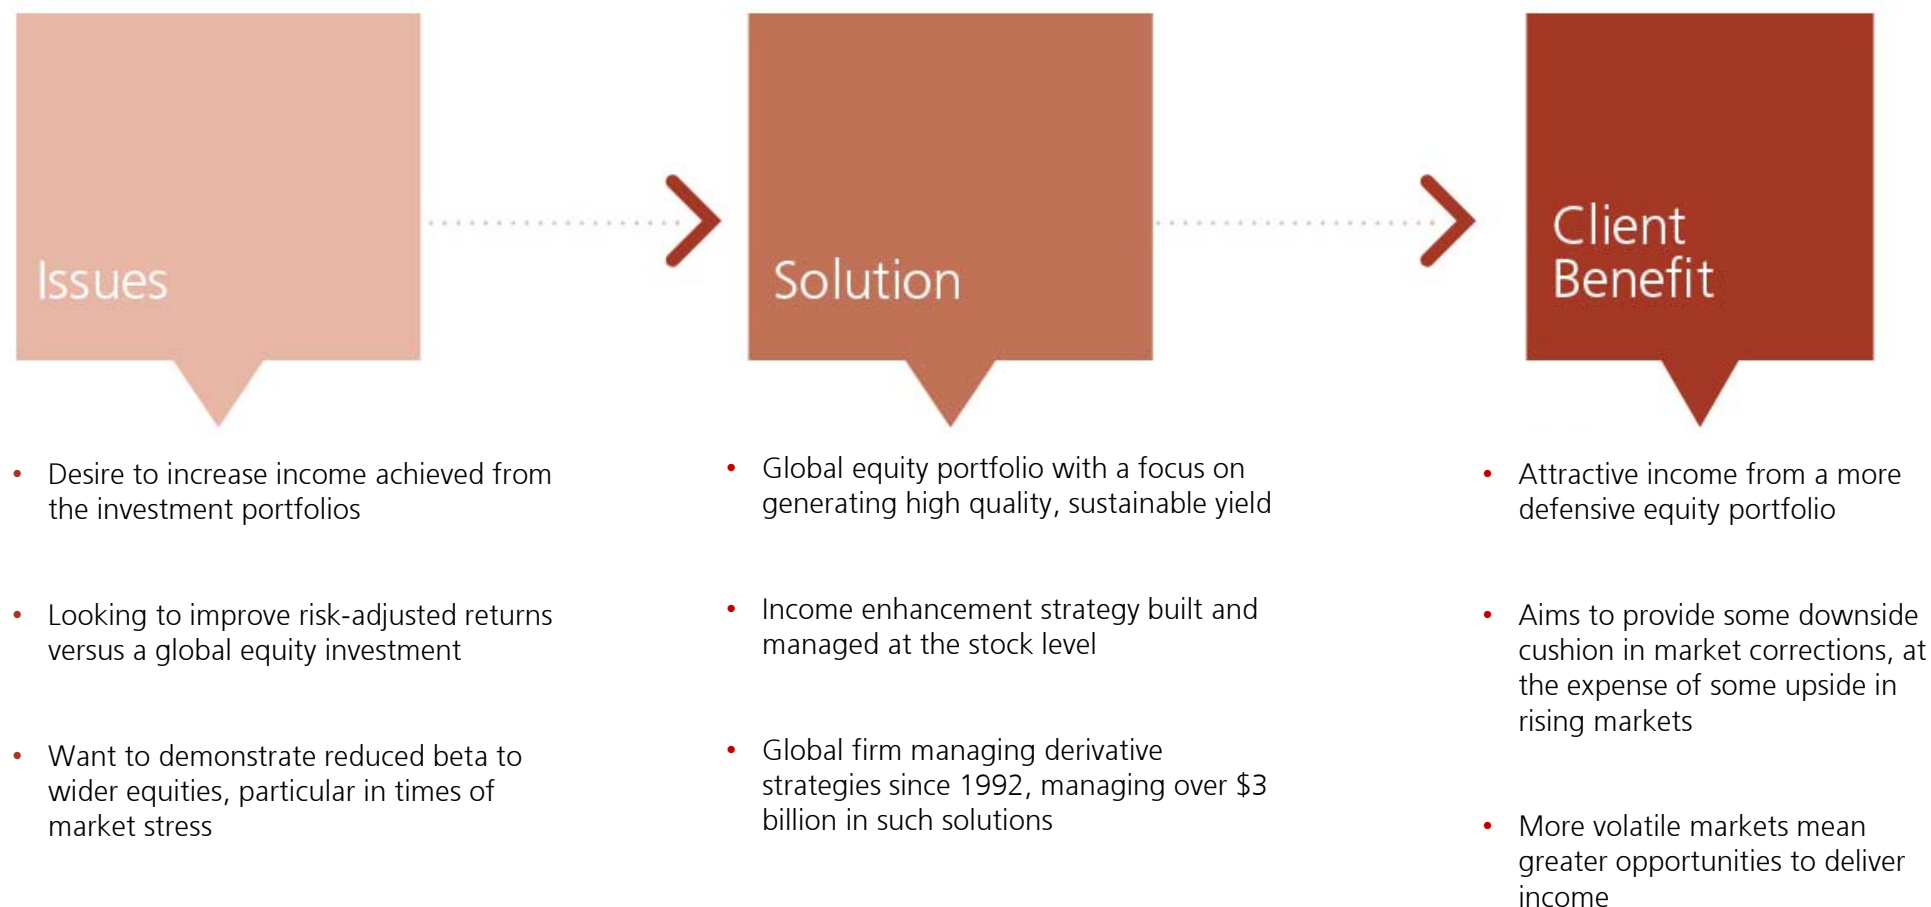 Issues
• Desire to increase income achieved from
the investment portfolios
• Looking to improve risk-adjusted returns
versus a global equity investment
• Want to demonstrate reduced beta to
wider equities, particular in times of
market stress
Solution
• Global equity portfolio with a focus on
generating high quality, sustainable yield
• Income enhancement strategy built and
managed at the stock level
• Global firm managing derivative
strategies since 1992, managing over $3
billion in such solutions
Client
Benefit
• Attractive income from a more
defensive equity portfolio
• Aims to provide some downside
cushion in market corrections, at
the expense of some upside in
rising markets
• More volatile markets mean
greater opportunities to deliver
income